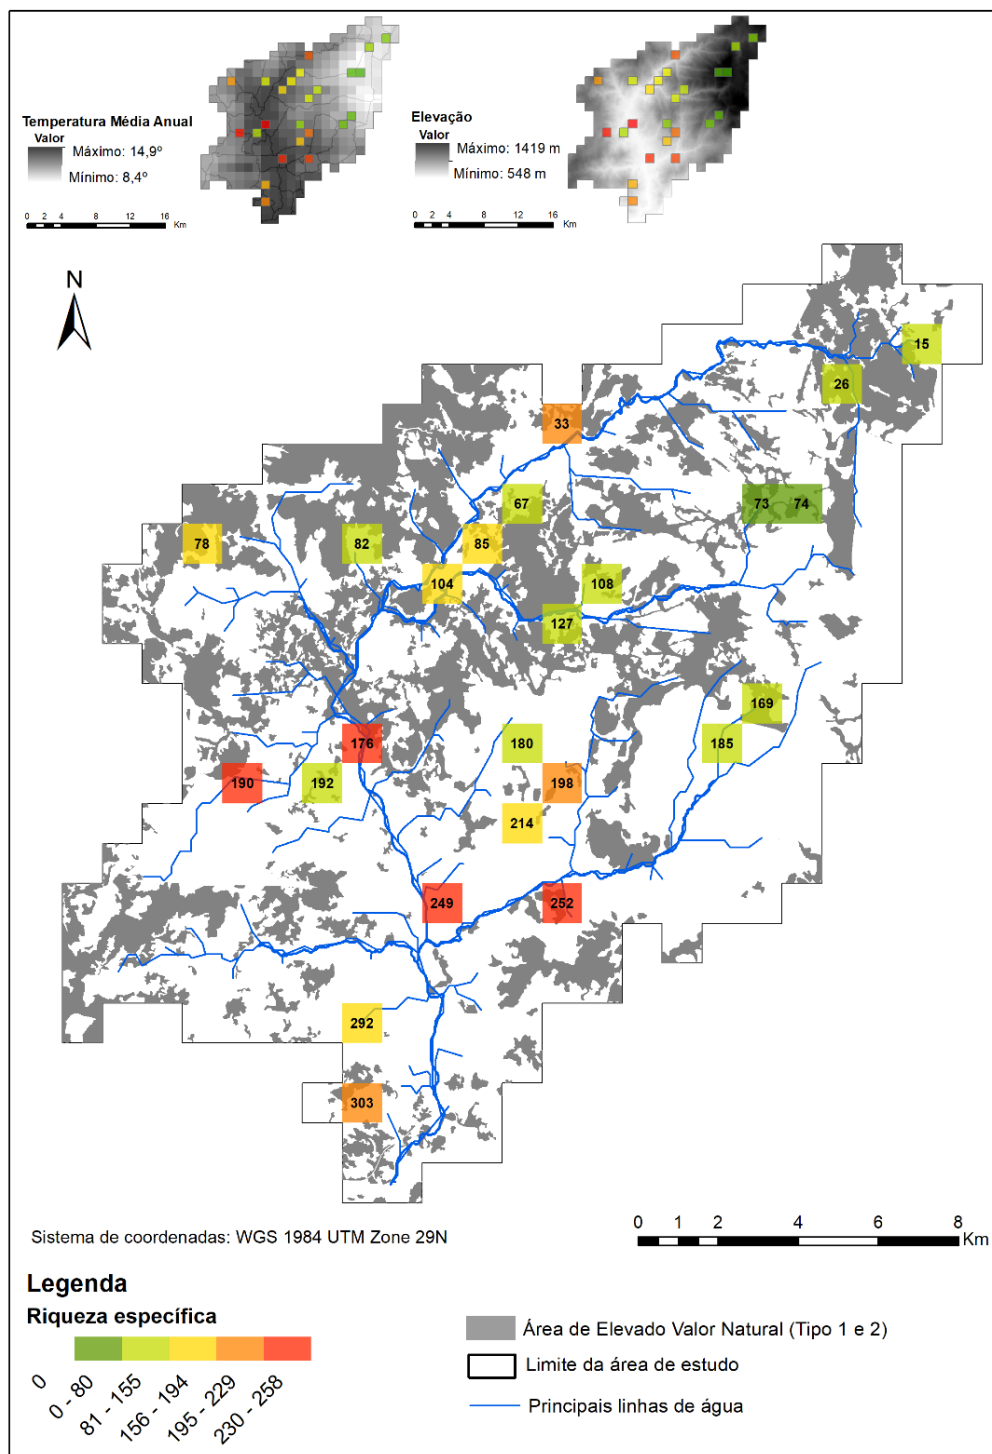 Temperatura Média Anual
Valor
Máximo: 14,9º
Mínimo: 8,4º
0 2 4 8 12 16
Km
Elevação
Valor
Máximo: 1419 m
Mínimo: 548 m
0 2 4 8 12 16
Km
N
15
26
33
67
73 74
78
82
85
104
108
127
169
176
180
185
190
192
198
214
249
252
292
303
Sistema de coordenadas: WGS 1984 UTM Zone 29N
0 1 2 4 6 8
Km
Legenda
Riqueza específica
0
0 - 80
81 - 155
156 - 194
195 - 229
230 - 258
Área de Elevado Valor Natural (Tipo 1 e 2)
Limite da área de estudo
Principais linhas de água